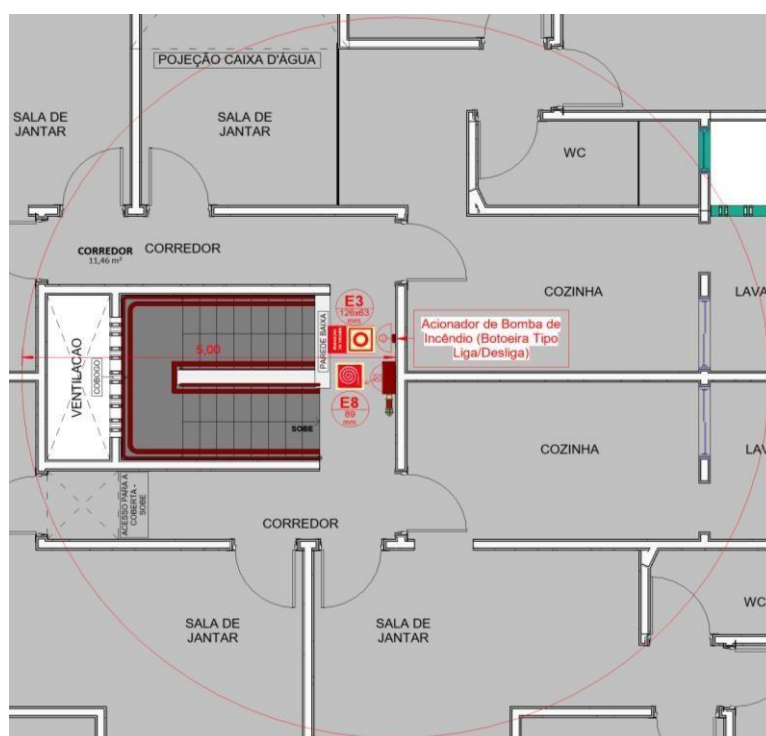 POJEÇÃO CAIXA D'ÁGUA
SALA DE
JANTAR
SALA DE
JANTAR
WC
CORREDOR
11,46 m²
CORREDOR
COZINHA
LAVA
E3
126x63
mm
Acionador de Bomba de
Incêndio (Botoeira Tipo
Liga/Desliga)
PAREDE BAIXA
5,00
VENTILAÇÃO
COBOGO
E8
89
mm
SOBE
COZINHA
LAV
ACESSO PARA A
COBERTA -
SOBE
CORREDOR
SALA DE
JANTAR
SALA DE
JANTAR
WC